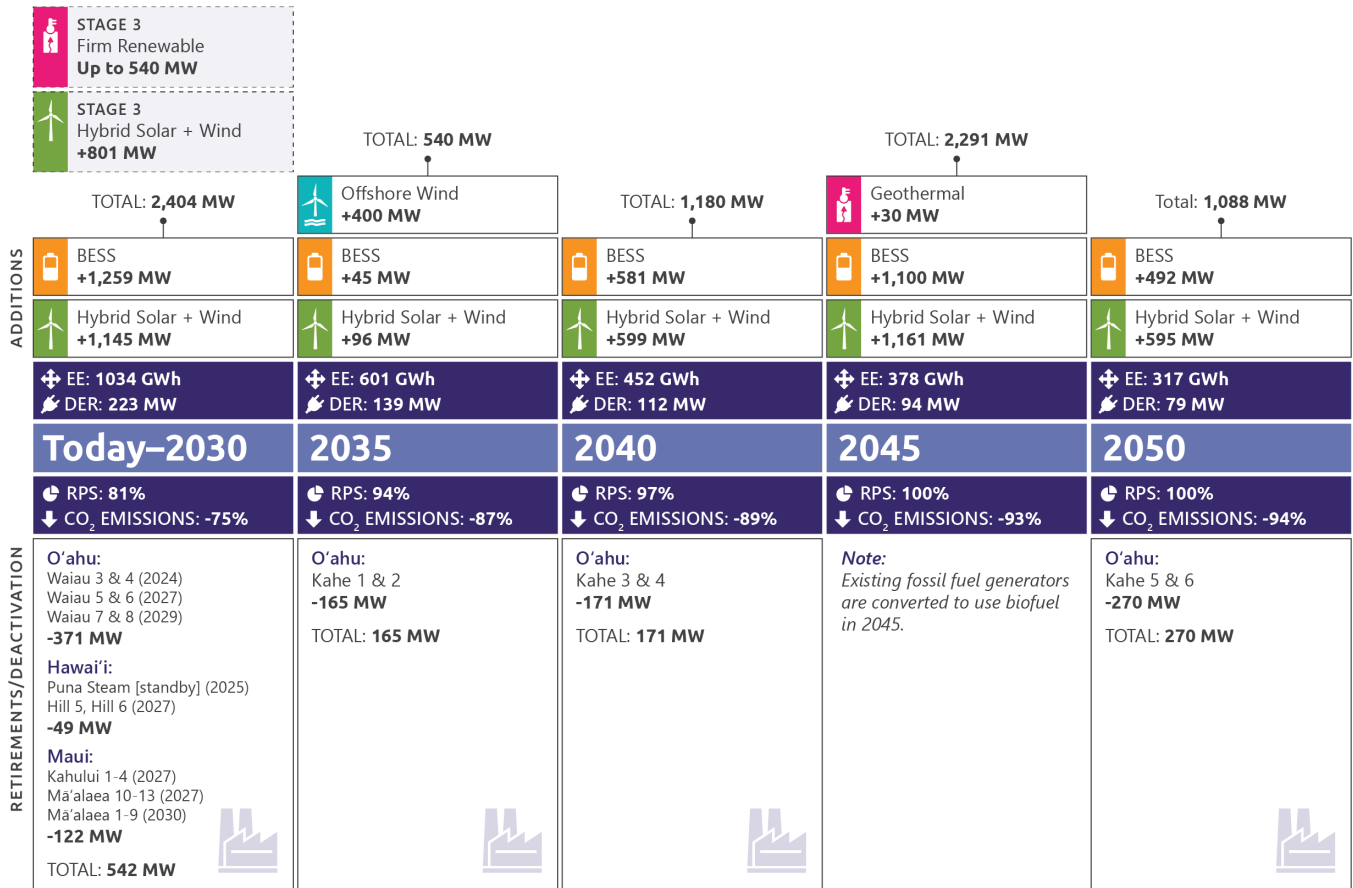 STAGE 3
Firm Renewable
Up to 540 MW
STAGE 3
Hybrid Solar + Wind
+801 MW
TOTAL: 2,404 MW
TOTAL: 540 MW
TOTAL: 1,180 MW
TOTAL: 2,291 MW
Total: 1,088 MW
ADDITIONS
BESS
+1,259 MW
Hybrid Solar + Wind
+1,145 MW
EE: 1034 GWh
DER: 223 MW
Offshore Wind
+400 MW
BESS
+45 MW
Hybrid Solar + Wind
+96 MW
EE: 601 GWh
DER: 139 MW
BESS
+581 MW
Hybrid Solar + Wind
+599 MW
EE: 452 GWh
DER: 112 MW
Geothermal
+30 MW
BESS
+1,100 MW
Hybrid Solar + Wind
+1,161 MW
EE: 378 GWh
DER: 94 MW
BESS
+492 MW
Hybrid Solar + Wind
+595 MW
EE: 317 GWh
DER: 79 MW
Today–2030
2035
2040
2045
2050
RPS: 81%
CO₂ EMISSIONS: -75%
RPS: 94%
CO₂ EMISSIONS: -87%
RPS: 97%
CO₂ EMISSIONS: -89%
RPS: 100%
CO₂ EMISSIONS: -93%
RPS: 100%
CO₂ EMISSIONS: -94%
RETIREMENTS/DEACTIVATION
Oʻahu:
Waiau 3 & 4 (2024)
Waiau 5 & 6 (2027)
Waiau 7 & 8 (2029)
-371 MW
Hawaiʻi:
Puna Steam [standby] (2025)
Hill 5, Hill 6 (2027)
-49 MW
Maui:
Kahului 1-4 (2027)
Māʻalaea 10-13 (2027)
Māʻalaea 1-9 (2030)
-122 MW
TOTAL: 542 MW
Oʻahu:
Kahe 1 & 2
-165 MW
TOTAL: 165 MW
Oʻahu:
Kahe 3 & 4
-171 MW
TOTAL: 171 MW
Note:
Existing fossil fuel generators
are converted to use biofuel
in 2045.
Oʻahu:
Kahe 5 & 6
-270 MW
TOTAL: 270 MW